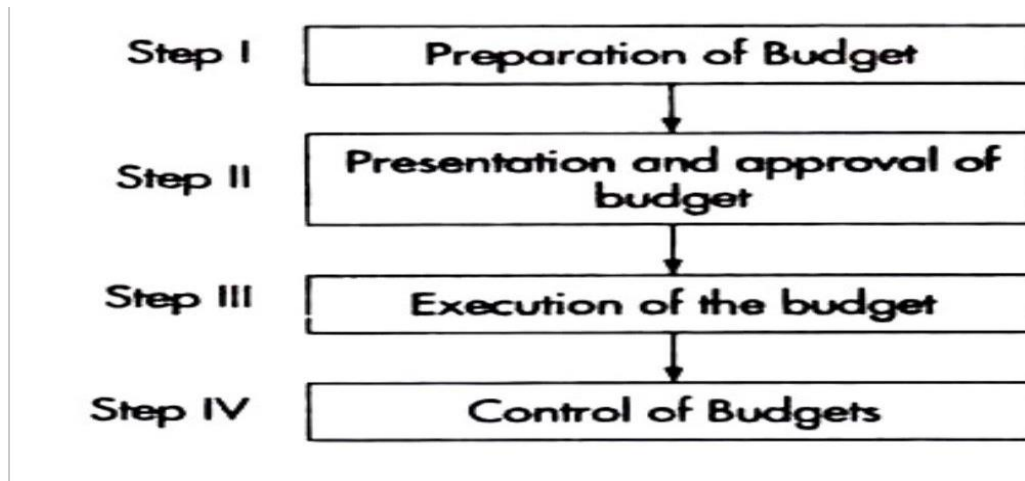 Step I Preparation of Budget
Step II Presentation and approval of
budget
Step III Execution of the budget
Step IV Control of Budgets